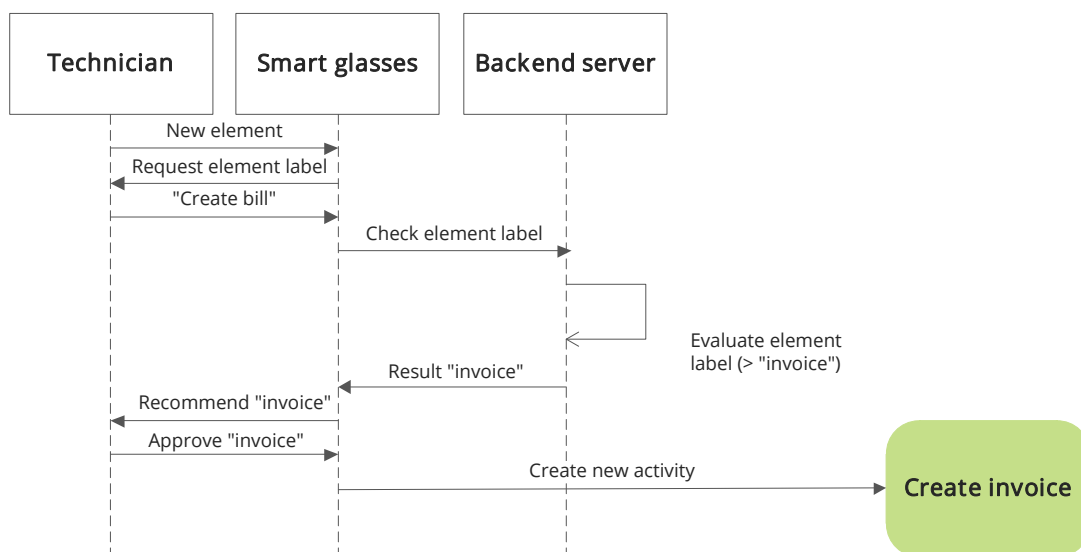 Technician
Smart glasses
Backend server
New element
Request element label
"Create bill"
Check element label
Evaluate element
label (> "invoice")
Result "invoice"
Recommend "invoice"
Approve "invoice"
Create new activity
Create invoice